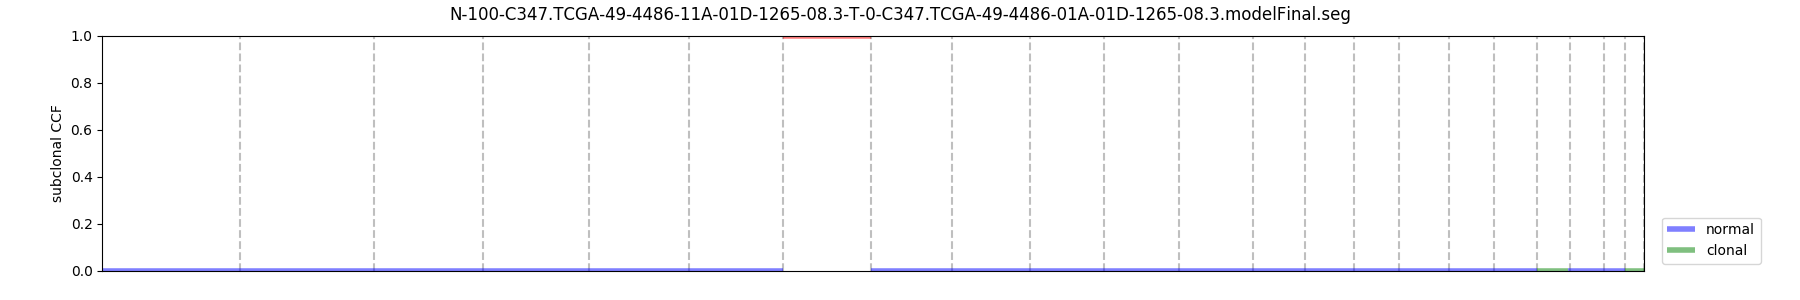 N-100-C347.TCGA-49-4486-11A-01D-1265-08.3-T-0-C347.TCGA-49-4486-01A-01D-1265-08.3.modelFinal.seg
1.0
0.8
0.6
0.4
0.2
0.0
subclonal CCF
normal
clonal